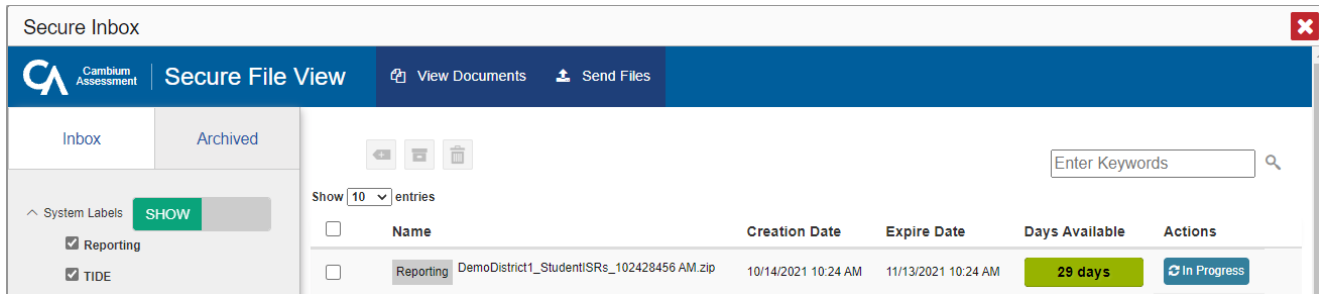 Secure Inbox
CA Cambium Assessment Secure File View View Documents Send Files
Inbox Archived
Enter Keywords
Show 10 entries
System Labels SHOW
Name Creation Date Expire Date Days Available Actions
Reporting
Reporting DemoDistrict1_StudentISRs_102428456 AM.zip 10/14/2021 10:24 AM 11/13/2021 10:24 AM 29 days In Progress
TIDE